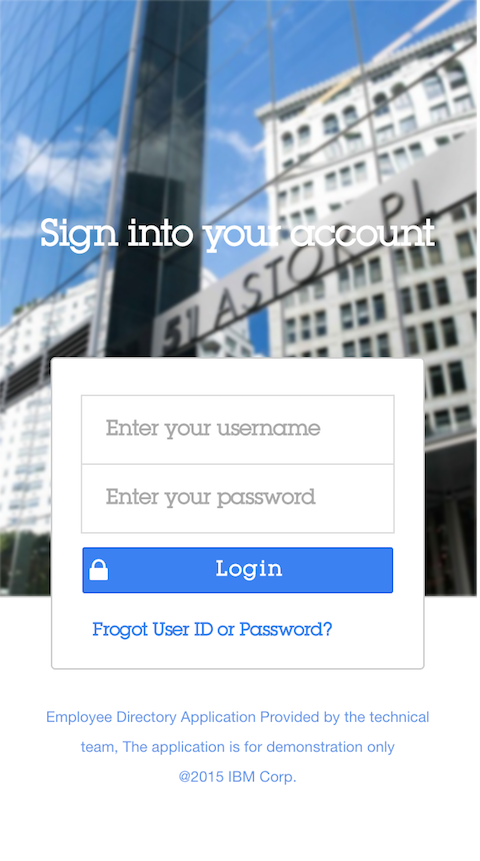 Sign into your account
51 ASTOR PL
Enter your username
Enter your password
Login
Frogot User ID or Password?
Employee Directory Application Provided by the technical
team, The application is for demonstration only
@2015 IBM Corp.